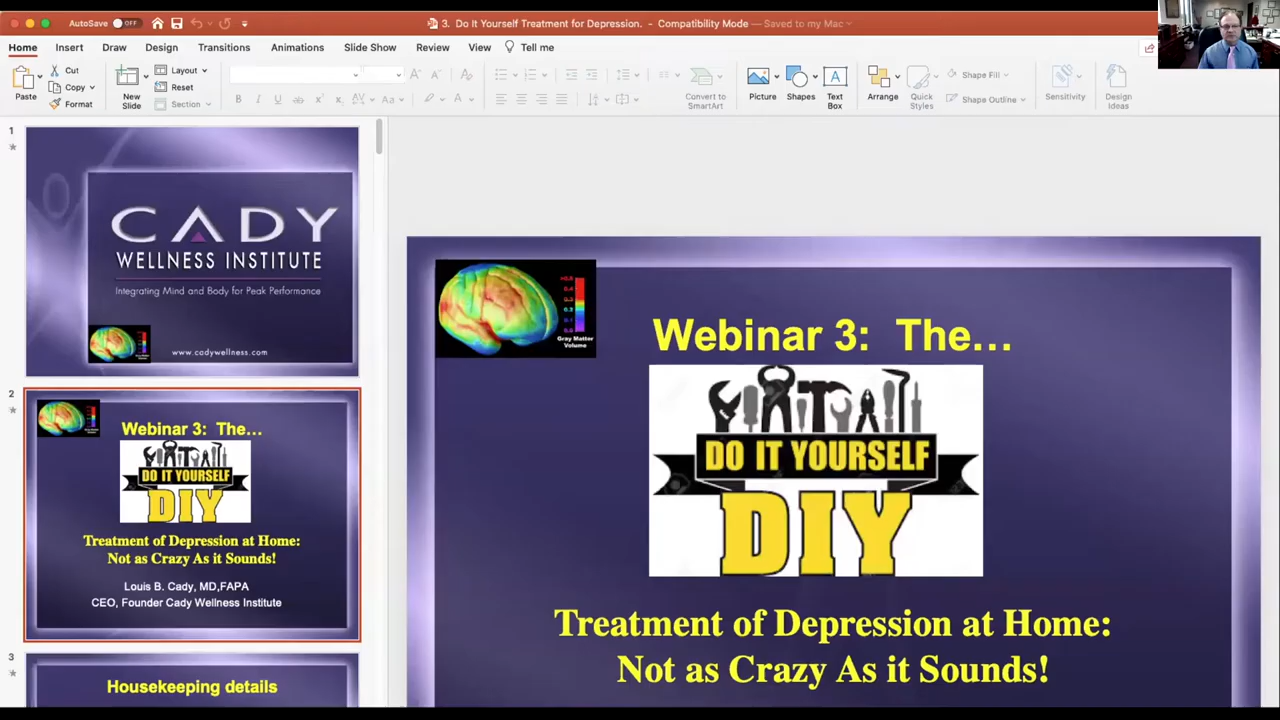 AutoSave OFF
3. Do It Yourself Treatment for Depression. - Compatibility Mode — Saved to my Mac
Home Insert Draw Design Transitions Animations Slide Show Review View Tell me
Paste
Cut
Copy
Format
New
Slide
Layout
Reset
Section
Convert to
SmartArt
Picture
Shapes
Text
Box
Arrange
Quick
Styles
Shape Fill
Shape Outline
Sensitivity
Design
Ideas
1
CADY
WELLNESS INSTITUTE
Integrating Mind and Body for Peak Performance
www.cadywellness.com
2
Webinar 3: The…
DO IT YOURSELF
DIY
Treatment of Depression at Home:
Not as Crazy As it Sounds!
Louis B. Cady, MD,FAPA
CEO, Founder Cady Wellness Institute
3
Housekeeping details
Gray Matter
Volume
Webinar 3: The…
DO IT YOURSELF
DIY
Treatment of Depression at Home:
Not as Crazy As it Sounds!